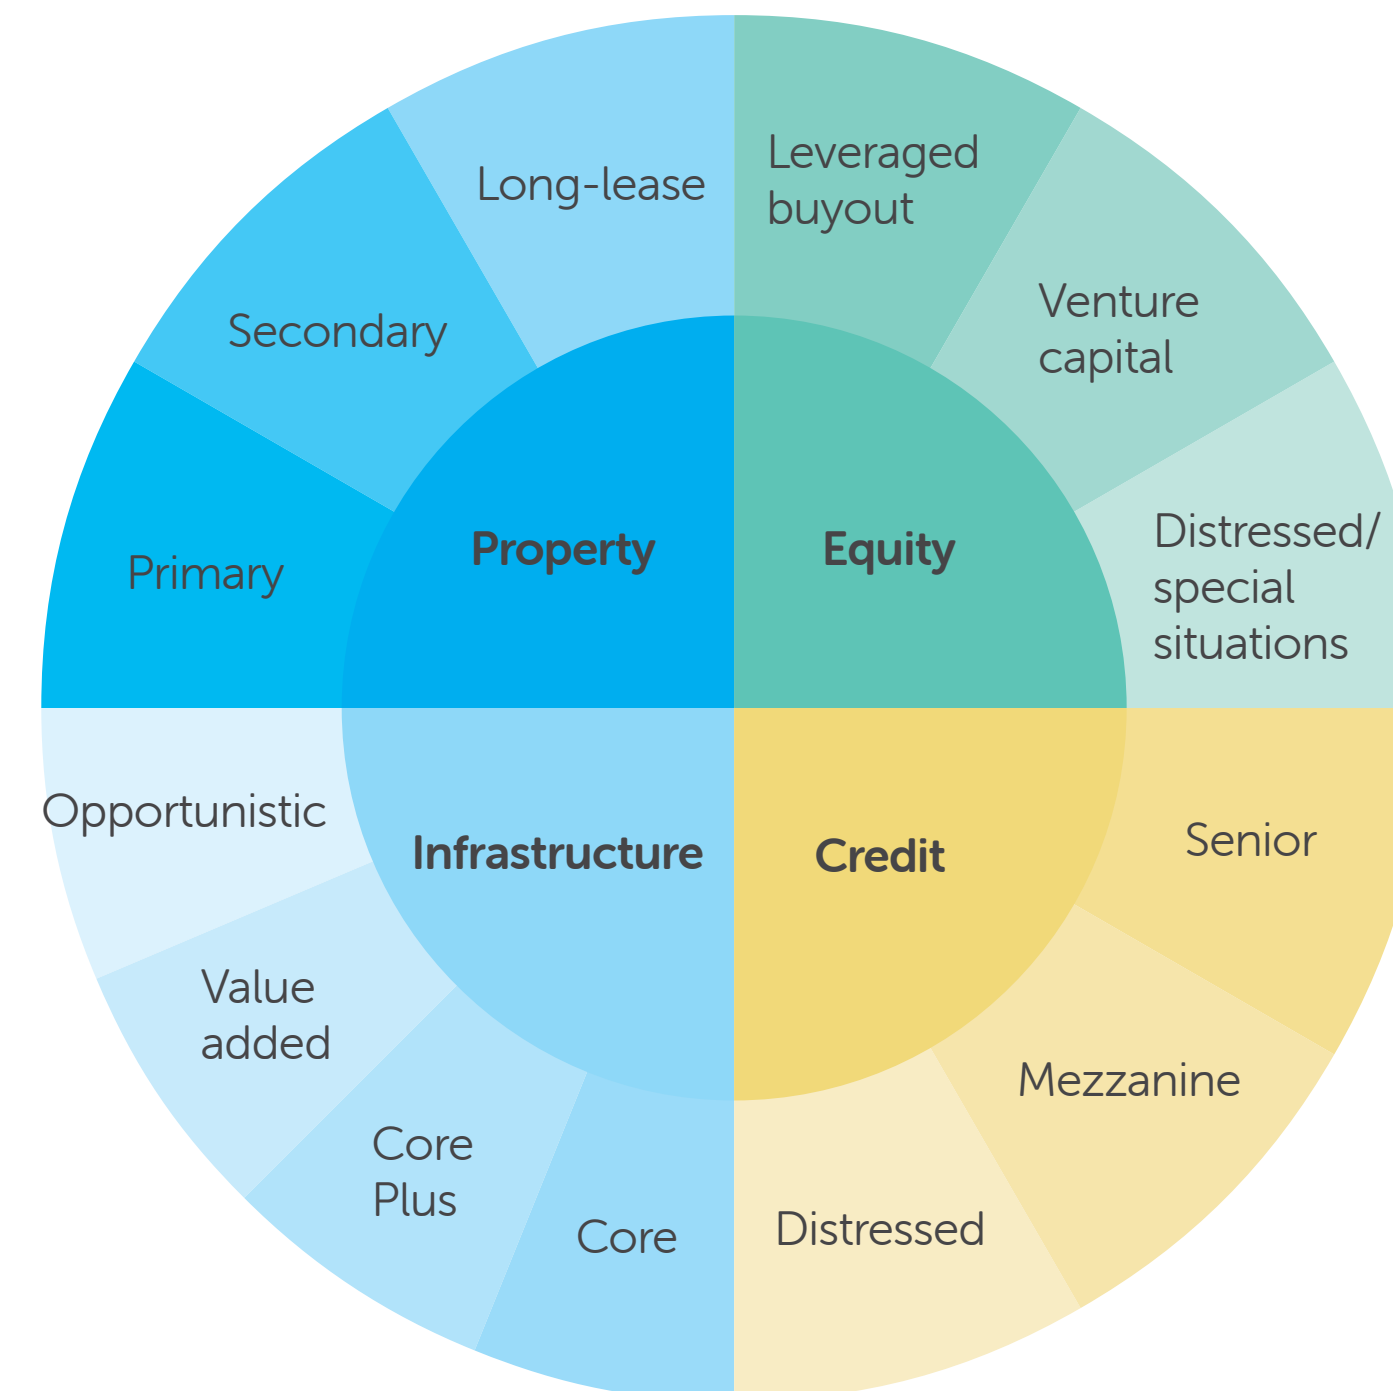 Long-lease
Leveraged
buyout
Secondary
Venture
capital
Primary
Property
Equity
Distressed/
special
situations
Opportunistic
Infrastructure
Credit
Senior
Value
added
Mezzanine
Core
Plus
Core
Distressed